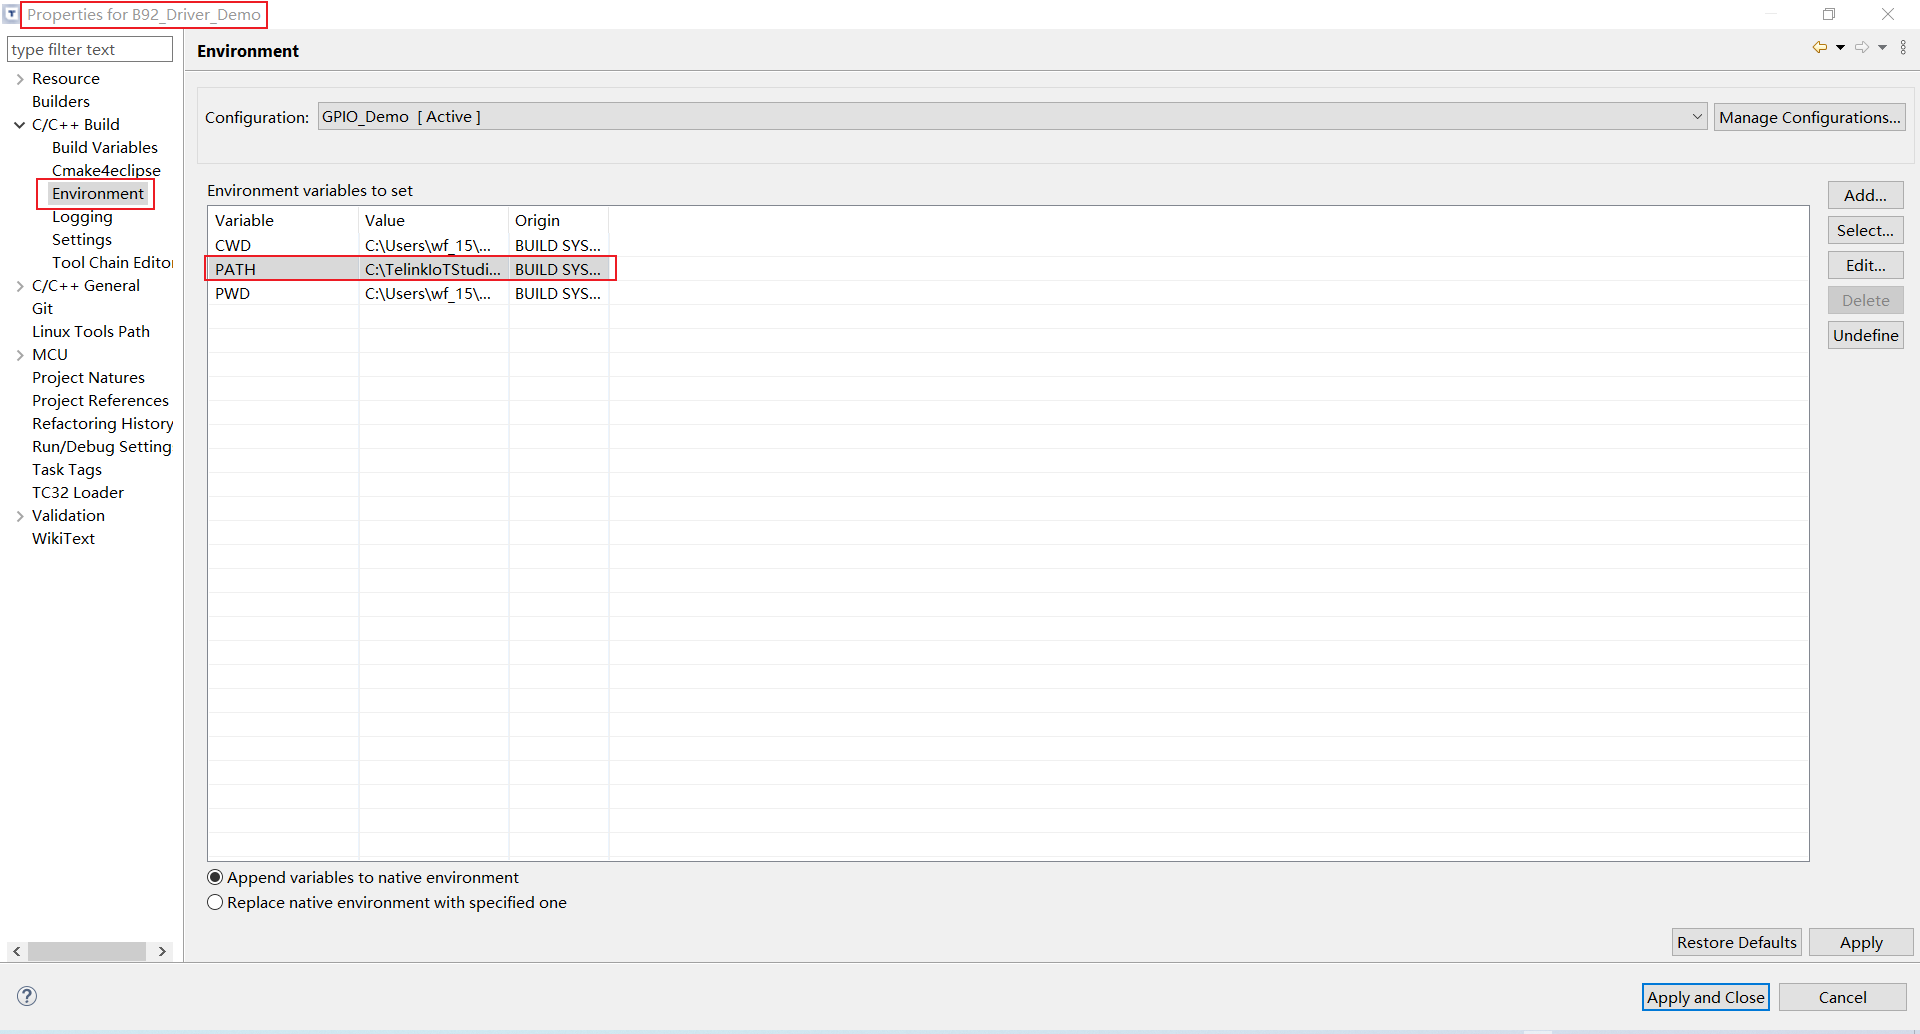 Properties for B92_Driver_Demo
type filter text
Resource
Builders
C/C++ Build
Build Variables
Cmake4eclipse
Environment
Logging
Settings
Tool Chain Editor
C/C++ General
Git
Linux Tools Path
MCU
Project Natures
Project References
Refactoring History
Run/Debug Setting
Task Tags
TC32 Loader
Validation
WikiText
Environment
Configuration: GPIO_Demo [ Active ] Manage Configurations...
Environment variables to set
Variable Value Origin
CWD C:\Users\wf_15\... BUILD SYS...
PATH C:\TelinkIoTStudi... BUILD SYS...
PWD C:\Users\wf_15\... BUILD SYS...
Add...
Select...
Edit...
Delete
Undefine
Append variables to native environment
Replace native environment with specified one
Restore Defaults Apply
Apply and Close Cancel